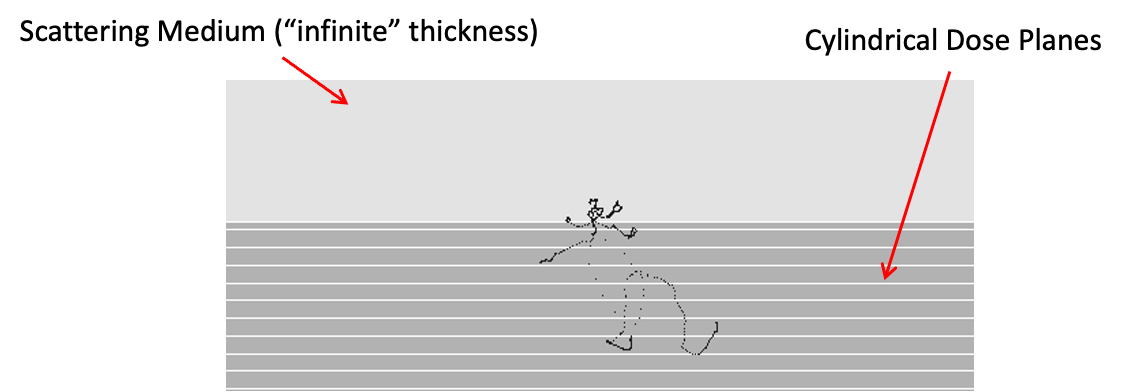 Scattering Medium (“infinite” thickness)
Cylindrical Dose Planes